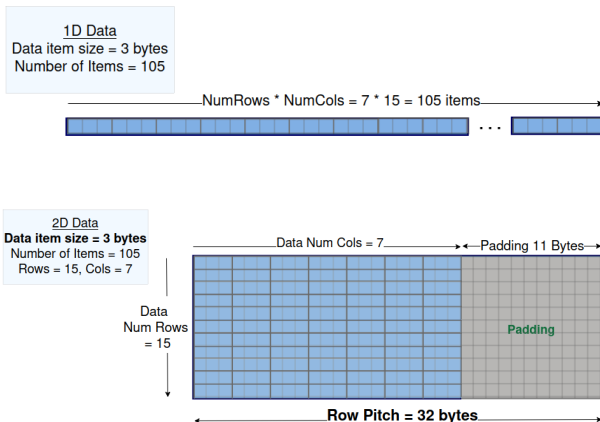 1D Data
Data item size = 3 bytes
Number of Items = 105
NumRows * NumCols = 7 * 15 = 105 items
. . .
2D Data
Data item size = 3 bytes
Number of Items = 105
Rows = 15, Cols = 7
Data Num Cols = 7
Padding 11 Bytes
Data
Num Rows
= 15
Padding
Row Pitch = 32 bytes